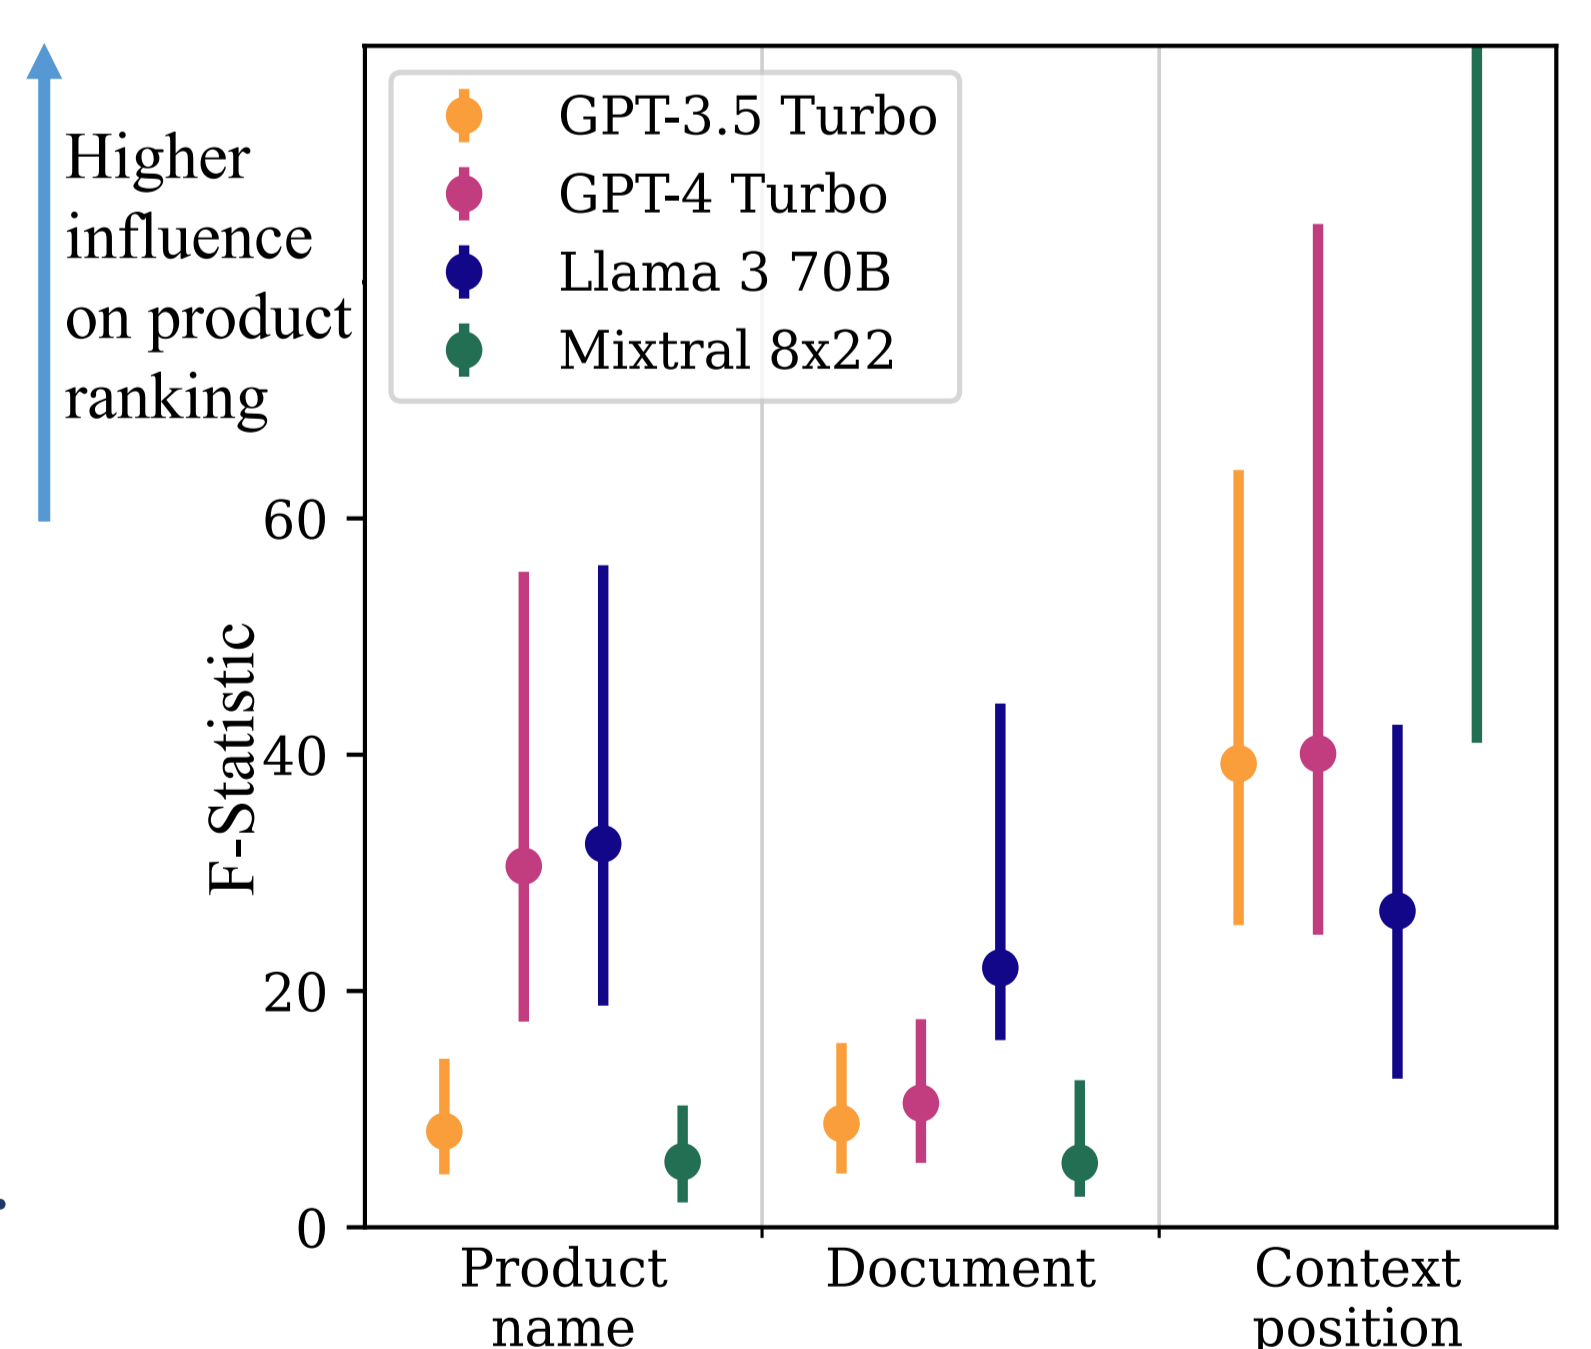 Higher
influence
on product
ranking
GPT-3.5 Turbo
GPT-4 Turbo
Llama 3 70B
Mixtral 8x22
F-Statistic
60
40
20
0
Product
name
Document
Context
position